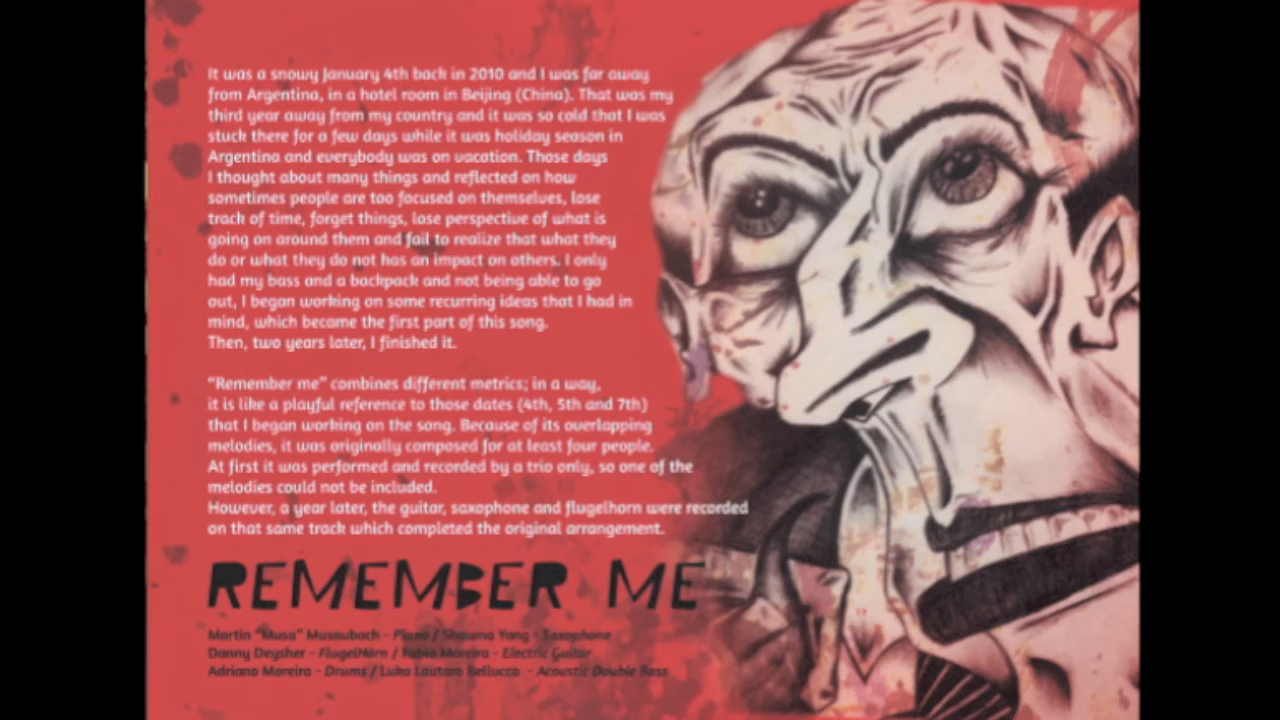 It was a snowy January 4th back in 2010 and I was far away
from Argentina, in a hotel room in Beijing (China). That was my
third year away from my country and it was so cold that I was
stuck there for a few days while it was holiday season in
Argentina and everybody was on vacation. Those days
I thought about many things and reflected on how
sometimes people are too focused on themselves, lose
track of time, forget things, lose perspective of what is
going on around them and fail to realize that what they
do or what they do not has an impact on others. I only
had my bass and a backpack and not being able to go
out, I began working on some recurring ideas that I had in
mind, which became the first part of this song.
Then, two years later, I finished it.
“Remember me” combines different metrics; in a way,
it is like a playful reference to those dates (4th, 5th and 7th)
that I began working on the song. Because of its overlapping
melodies, it was originally composed for at least four people.
At first it was performed and recorded by a trio only, so one of the
melodies could not be included.
However, a year later, the guitar, saxophone and flugelhorn were recorded
on that same track which completed the original arrangement.
REMEMBER ME
Martin “Musa” Musaubach - Piano / Shawna Yang - Saxophone
Danny Deysher - FlugelHorn / Fabio Moreira - Electric Guitar
Adriano Moreira - Drums / Luka Lautaro Bellucco - Acoustic Double Bass